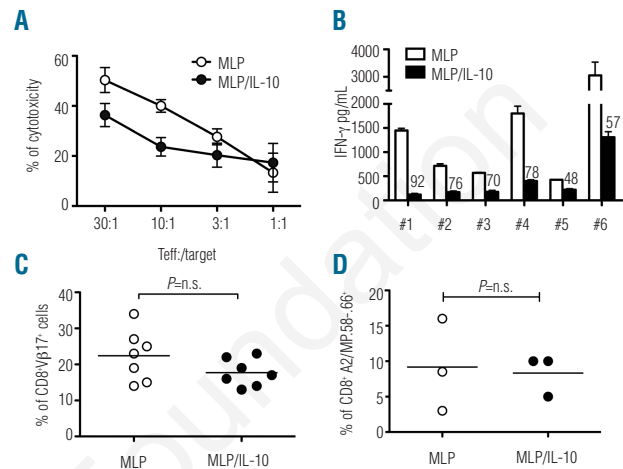 A
% of cytotoxicity
60
40
20
0
MLP
MLP/IL-10
30:1
10:1
3:1
1:1
Teff:/target
B
IFN-γ pg/mL
4000
3000
2000
1500
1000
500
0
MLP
MLP/IL-10
92
76
70
78
48
57
#1
#2
#3
#4
#5
#6
C
% of CD8⁺Vβ17⁺ cells
40
30
20
10
0
P=n.s.
MLP
MLP/IL-10
D
% of CD8⁺ A2/MP.58-.66⁺
20
15
10
5
0
P=n.s.
MLP
MLP/IL-10
oundation